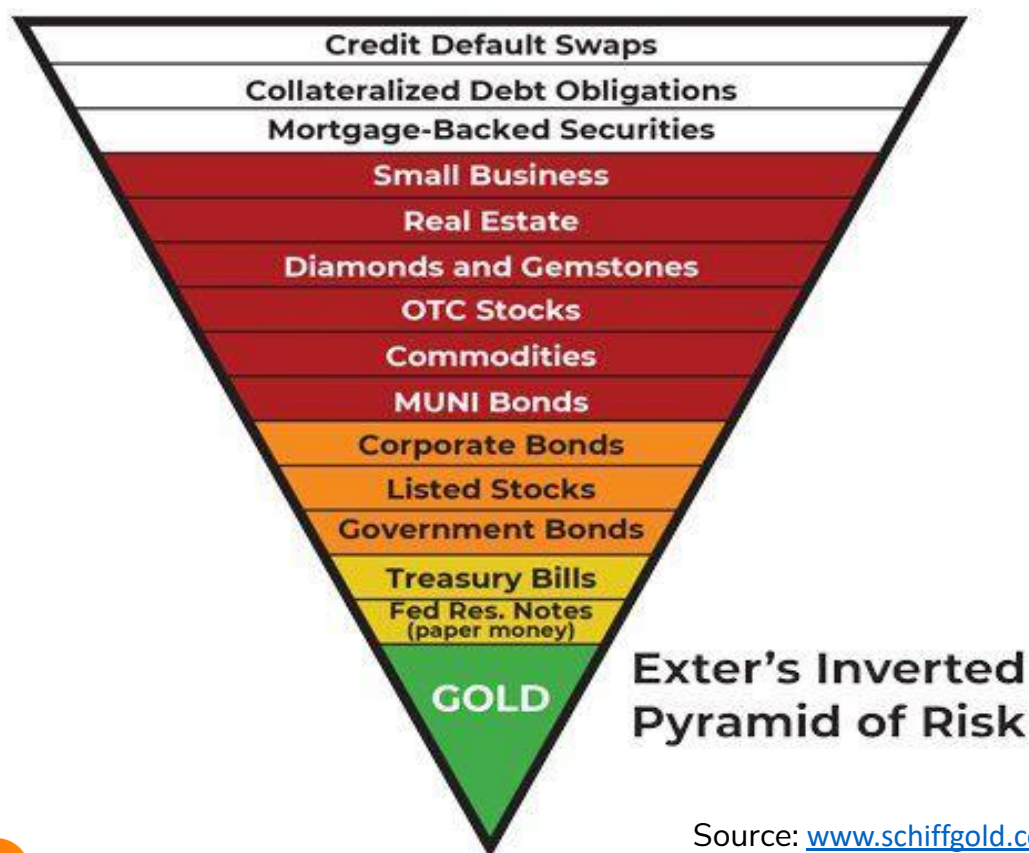 Credit Default Swaps
Collateralized Debt Obligations
Mortgage-Backed Securities
Small Business
Real Estate
Diamonds and Gemstones
OTC Stocks
Commodities
MUNI Bonds
Corporate Bonds
Listed Stocks
Government Bonds
Treasury Bills
Fed Res. Notes
(paper money)
GOLD
Exter's Inverted
Pyramid of Risk
Source: www.schiffgold.c